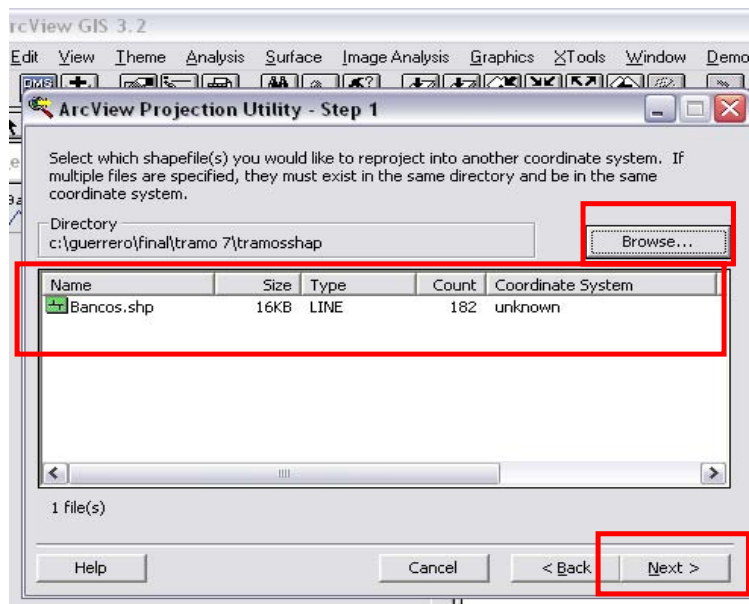 rcView GIS 3.2
Edit View Theme Analysis Surface Image Analysis Graphics XTools Window Demo
DMS
ArcView Projection Utility - Step 1
Select which shapefile(s) you would like to reproject into another coordinate system. If
multiple files are specified, they must exist in the same directory and be in the same
coordinate system.
Directory
c:\guerrero\final\tramo 7\tramosshap
Browse...
Name Size Type Count Coordinate System
Bancos.shp 16KB LINE 182 unknown
1 file(s)
Help Cancel < Back Next >